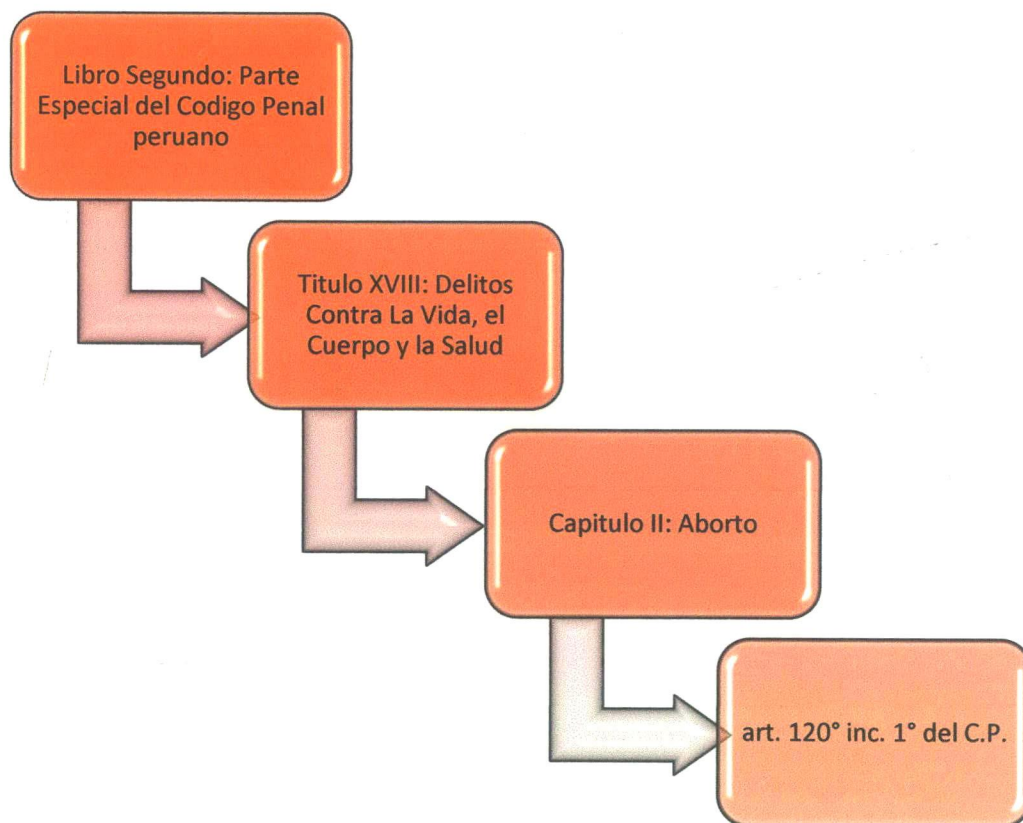 Libro Segundo: Parte
Especial del Codigo Penal
peruano
Titulo XVIII: Delitos
Contra La Vida, el
Cuerpo y la Salud
Capitulo II: Aborto
art. 120° inc. 1° del C.P.